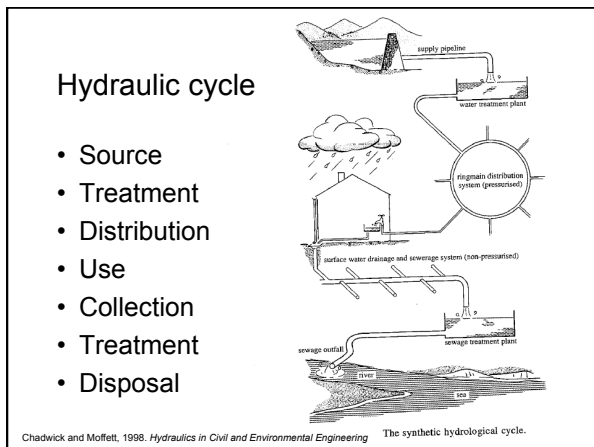 Hydraulic cycle
• Source
• Treatment
• Distribution
• Use
• Collection
• Treatment
• Disposal
supply pipeline
water treatment plant
ringmain distribution
system (pressurised)
surface water drainage and sewerage system (non-pressurised)
sewage treatment plant
sewage outfall
river
sea
The synthetic hydrological cycle.
Chadwick and Moffett, 1998. Hydraulics in Civil and Environmental Engineering